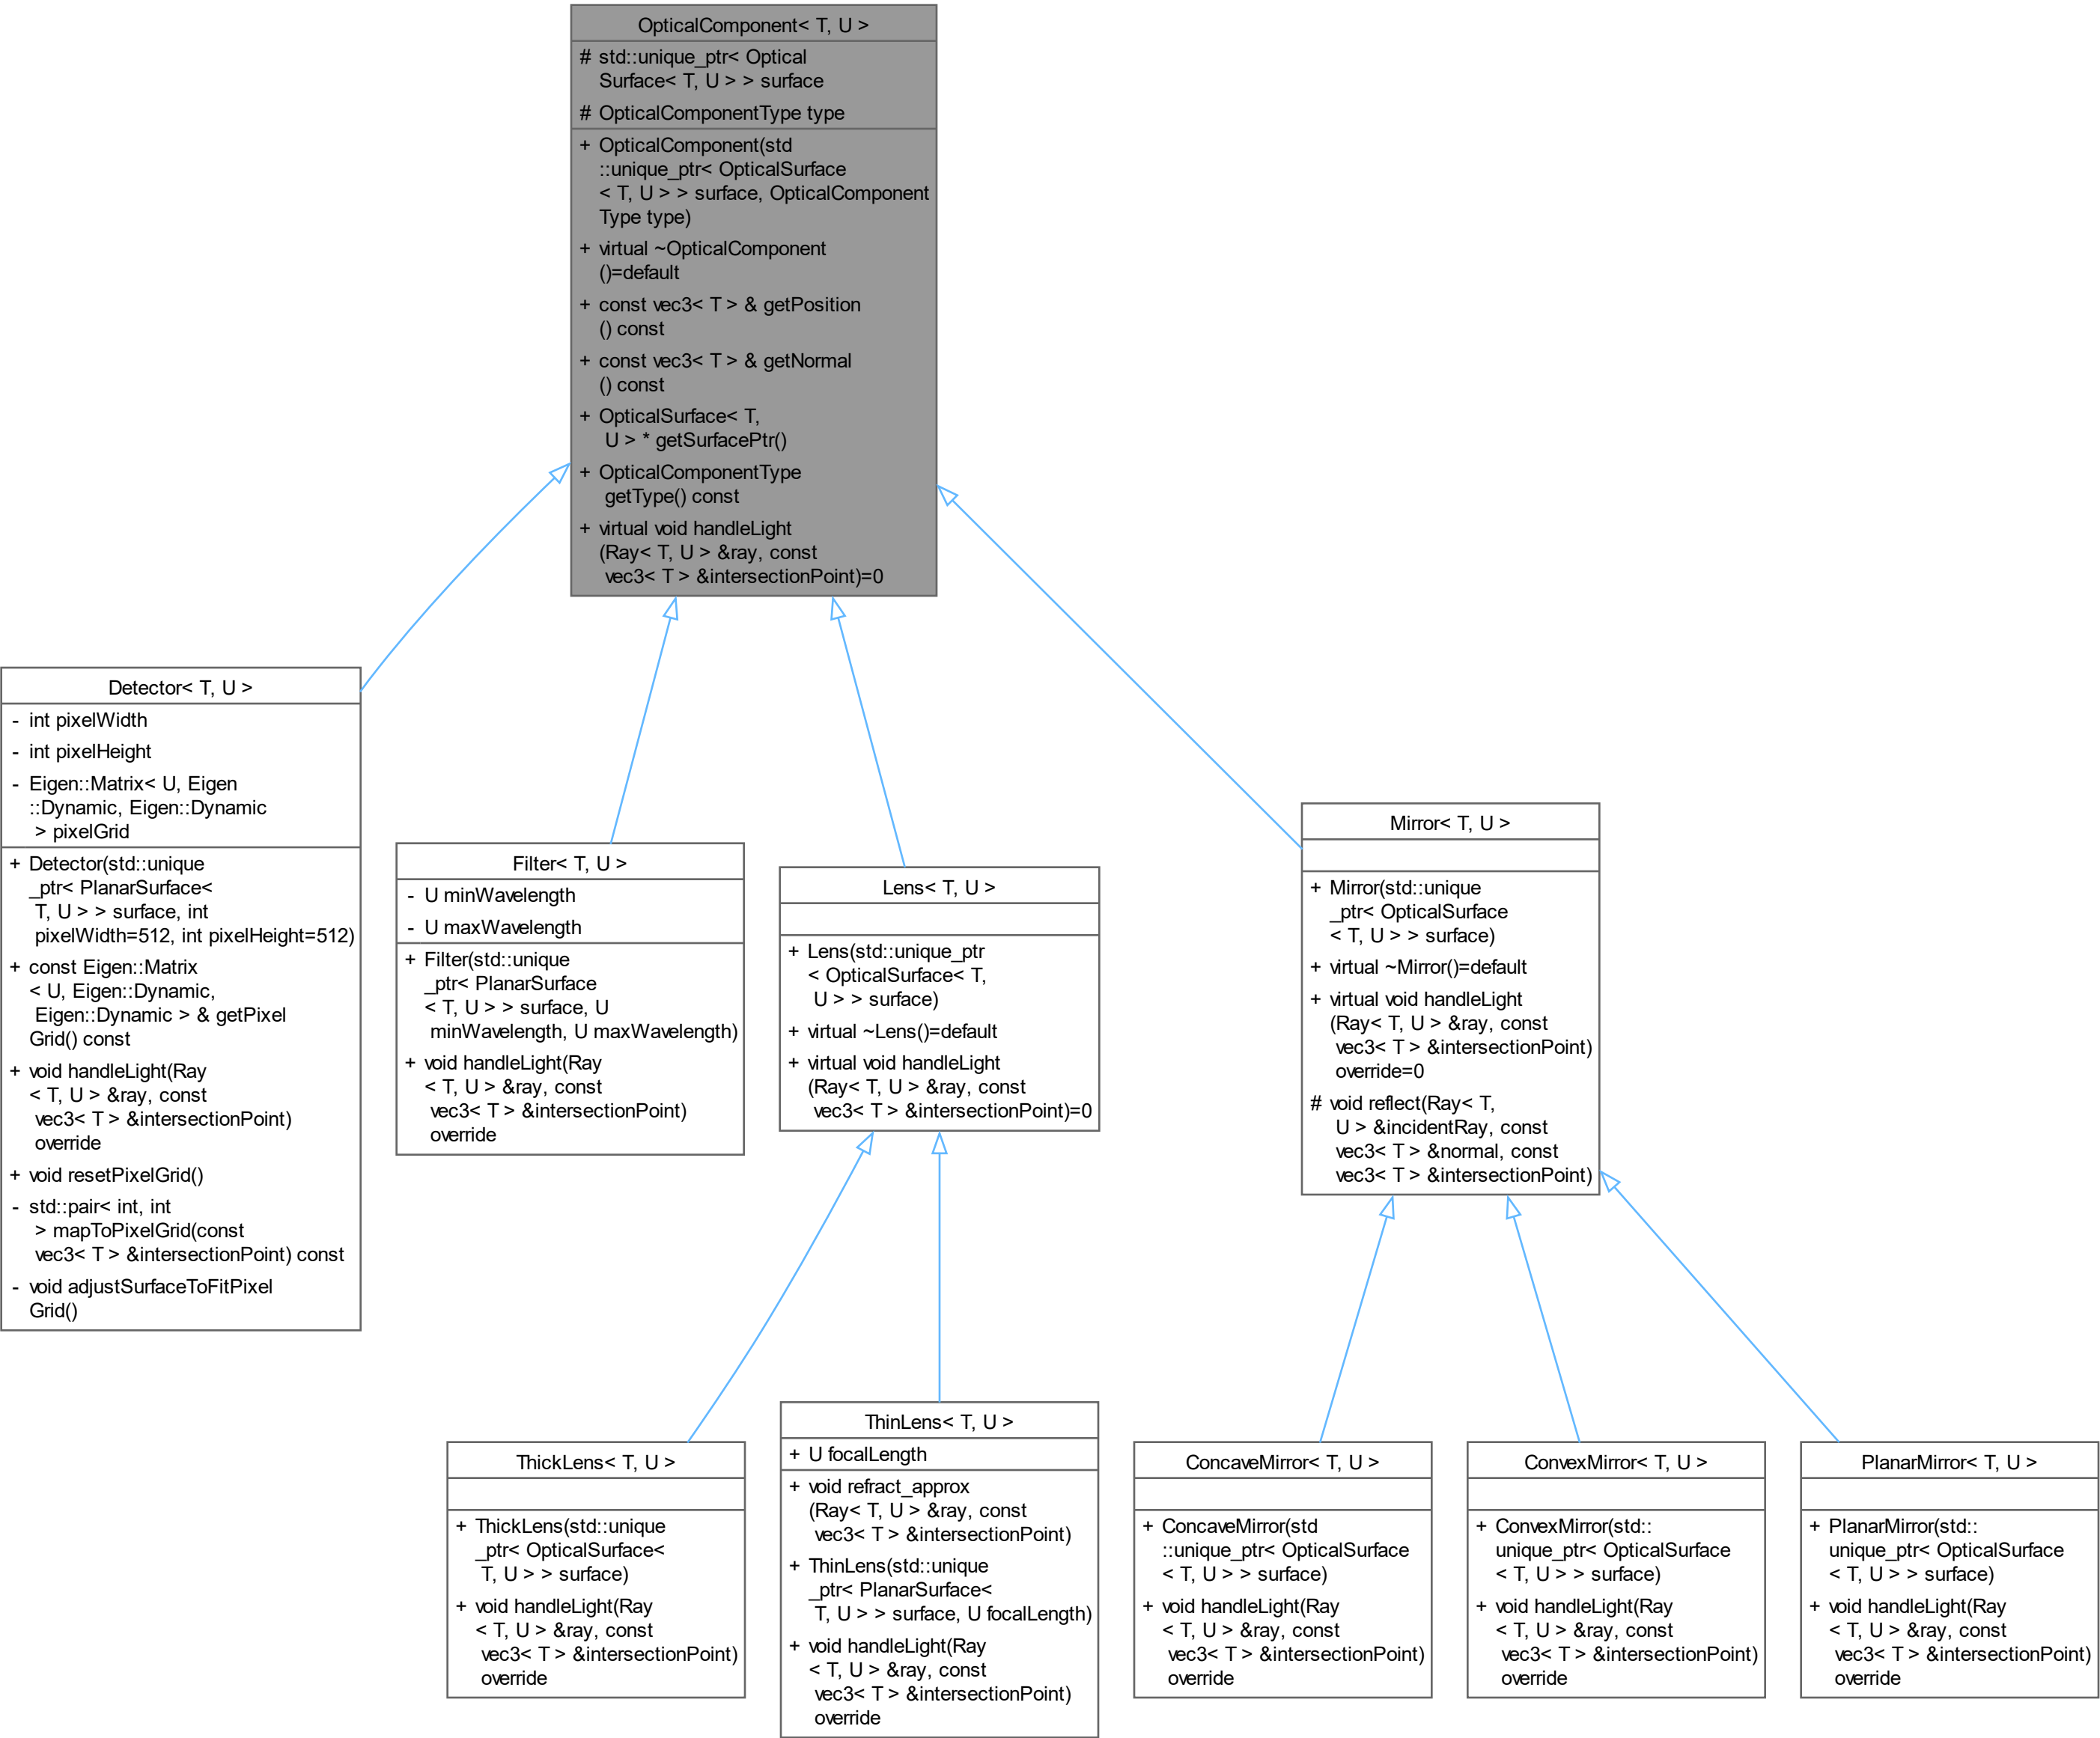 OpticalComponent< T, U >
# std::unique_ptr< Optical
Surface< T, U > > surface
# OpticalComponentType type
+ OpticalComponent(std
::unique_ptr< OpticalSurface
< T, U > > surface, OpticalComponent
Type type)
+ virtual ~OpticalComponent
()=default
+ const vec3< T > & getPosition
() const
+ const vec3< T > & getNormal
() const
+ OpticalSurface< T,
U > * getSurfacePtr()
+ OpticalComponentType
getType() const
+ virtual void handleLight
(Ray< T, U > &ray, const
vec3< T > &intersectionPoint)=0
Detector< T, U >
- int pixelWidth
- int pixelHeight
- Eigen::Matrix< U, Eigen
::Dynamic, Eigen::Dynamic
> pixelGrid
+ Detector(std::unique
_ptr< PlanarSurface<
T, U > > surface, int
pixelWidth=512, int pixelHeight=512)
+ const Eigen::Matrix
< U, Eigen::Dynamic,
Eigen::Dynamic > & getPixel
Grid() const
+ void handleLight(Ray
< T, U > &ray, const
vec3< T > &intersectionPoint)
override
+ void resetPixelGrid()
- std::pair< int, int
> mapToPixelGrid(const
vec3< T > &intersectionPoint) const
- void adjustSurfaceToFitPixel
Grid()
Filter< T, U >
- U minWavelength
- U maxWavelength
+ Filter(std::unique
_ptr< PlanarSurface
< T, U > > surface, U
minWavelength, U maxWavelength)
+ void handleLight(Ray
< T, U > &ray, const
vec3< T > &intersectionPoint)
override
Lens< T, U >
+ Lens(std::unique_ptr
< OpticalSurface< T,
U > > surface)
+ virtual ~Lens()=default
+ virtual void handleLight
(Ray< T, U > &ray, const
vec3< T > &intersectionPoint)=0
Mirror< T, U >
+ Mirror(std::unique
_ptr< OpticalSurface
< T, U > > surface)
+ virtual ~Mirror()=default
+ virtual void handleLight
(Ray< T, U > &ray, const
vec3< T > &intersectionPoint)
override=0
# void reflect(Ray< T,
U > &incidentRay, const
vec3< T > &normal, const
vec3< T > &intersectionPoint)
ThickLens< T, U >
+ ThickLens(std::unique
_ptr< OpticalSurface<
T, U > > surface)
+ void handleLight(Ray
< T, U > &ray, const
vec3< T > &intersectionPoint)
override
ThinLens< T, U >
+ U focalLength
+ void refract_approx
(Ray< T, U > &ray, const
vec3< T > &intersectionPoint)
+ ThinLens(std::unique
_ptr< PlanarSurface<
T, U > > surface, U focalLength)
+ void handleLight(Ray
< T, U > &ray, const
vec3< T > &intersectionPoint)
override
ConcaveMirror< T, U >
+ ConcaveMirror(std
::unique_ptr< OpticalSurface
< T, U > > surface)
+ void handleLight(Ray
< T, U > &ray, const
vec3< T > &intersectionPoint)
override
ConvexMirror< T, U >
+ ConvexMirror(std::
unique_ptr< OpticalSurface
< T, U > > surface)
+ void handleLight(Ray
< T, U > &ray, const
vec3< T > &intersectionPoint)
override
PlanarMirror< T, U >
+ PlanarMirror(std::
unique_ptr< OpticalSurface
< T, U > > surface)
+ void handleLight(Ray
< T, U > &ray, const
vec3< T > &intersectionPoint)
override